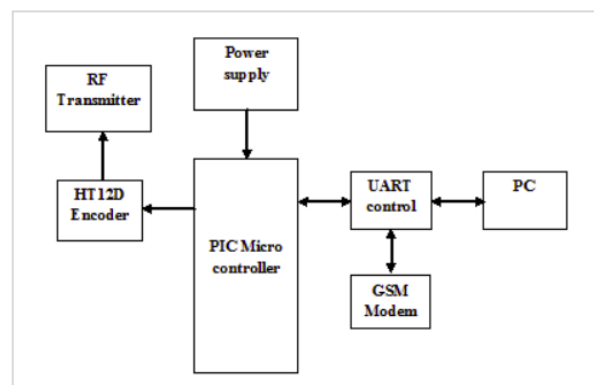 RF
Transmitter
Power
supply
HT12D
Encoder
PIC Micro
controller
UART
control
PC
GSM
Modem